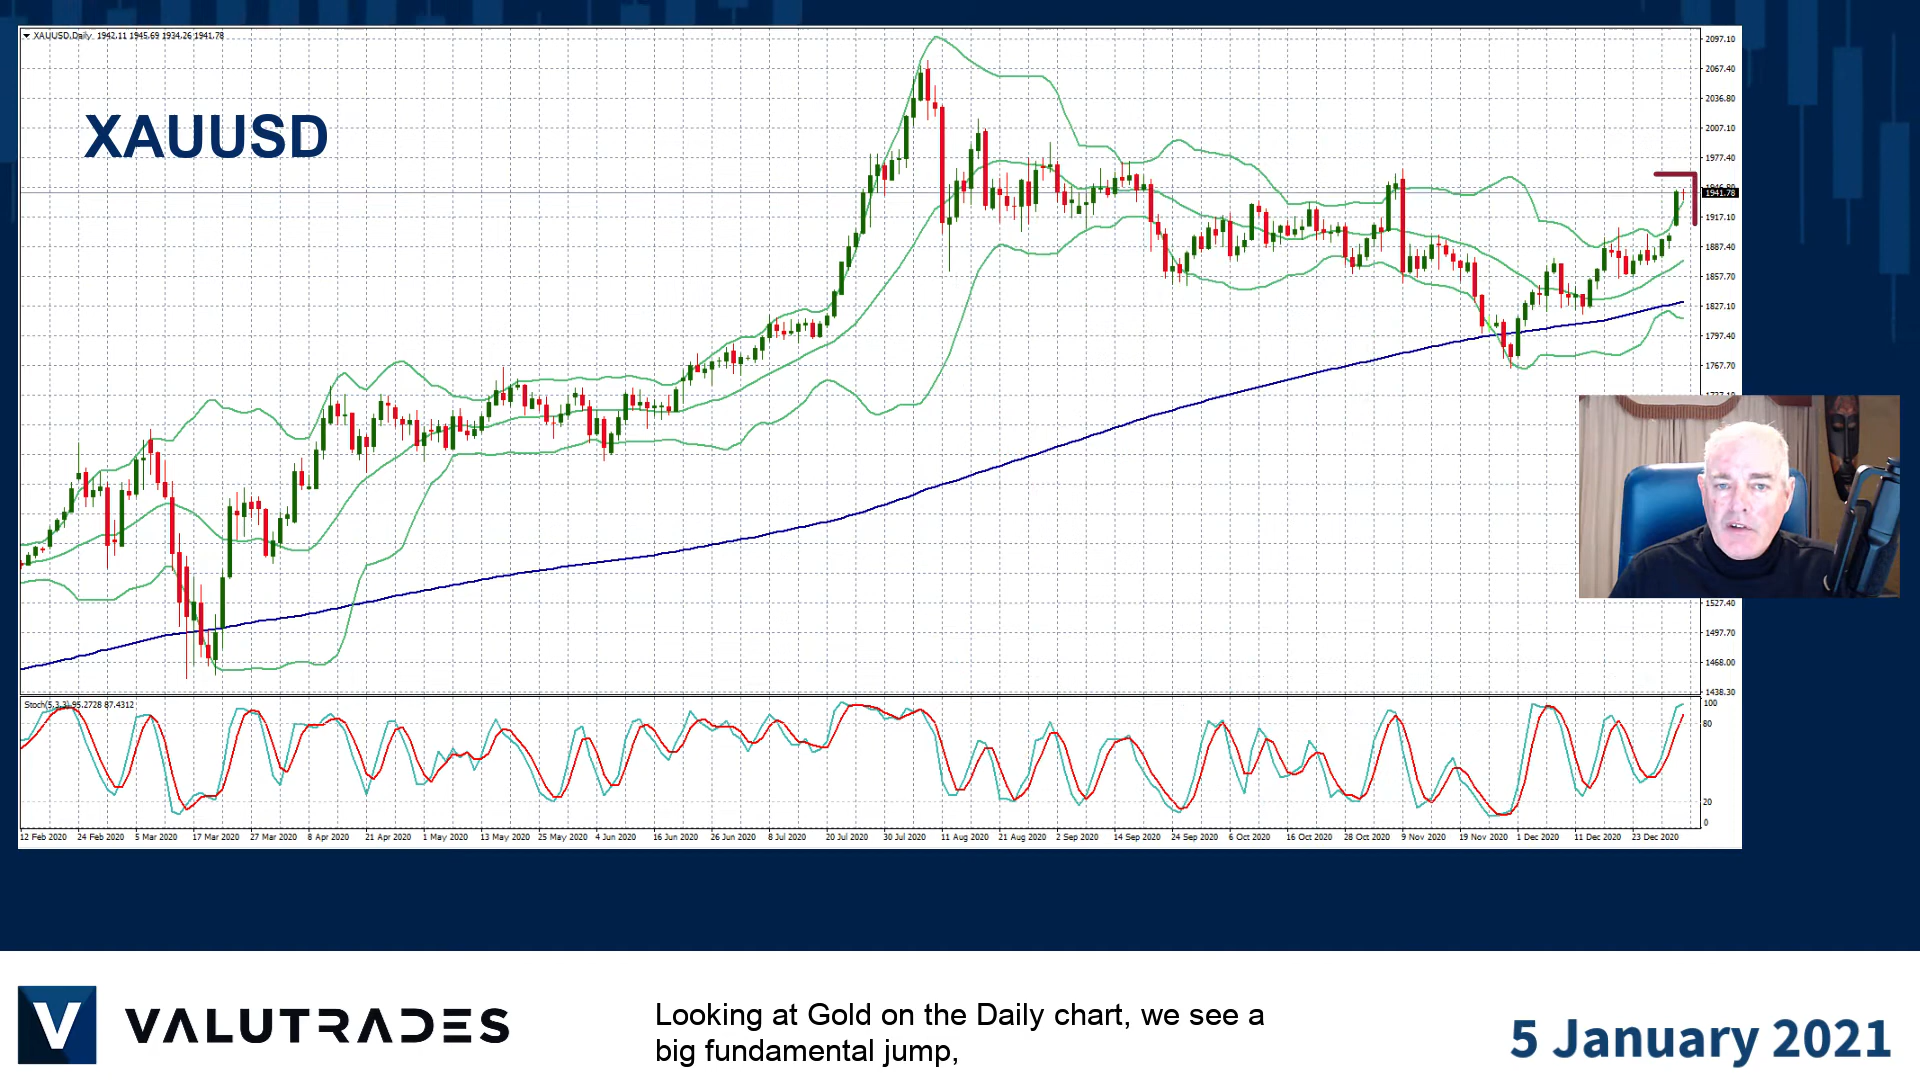 XAUUSD,Daily 1942.11 1945.69 1934.26 1941.78
XAUUSD
2097.10
2067.40
2036.80
2007.10
1977.40
1941.78
1917.10
1887.40
1857.70
1827.10
1797.40
1767.70
1527.40
1497.70
1468.00
1438.30
Stoch(5,3,3) 95.2728 87.4312
100
80
20
0
12 Feb 2020 24 Feb 2020 5 Mar 2020 17 Mar 2020 27 Mar 2020 8 Apr 2020 21 Apr 2020 1 May 2020 13 May 2020 25 May 2020 4 Jun 2020 16 Jun 2020 26 Jun 2020 8 Jul 2020 20 Jul 2020 30 Jul 2020 11 Aug 2020 21 Aug 2020 2 Sep 2020 14 Sep 2020 24 Sep 2020 6 Oct 2020 16 Oct 2020 28 Oct 2020 9 Nov 2020 19 Nov 2020 1 Dec 2020 11 Dec 2020 23 Dec 2020
V VALUTRADES
Looking at Gold on the Daily chart, we see a
big fundamental jump,
5 January 2021